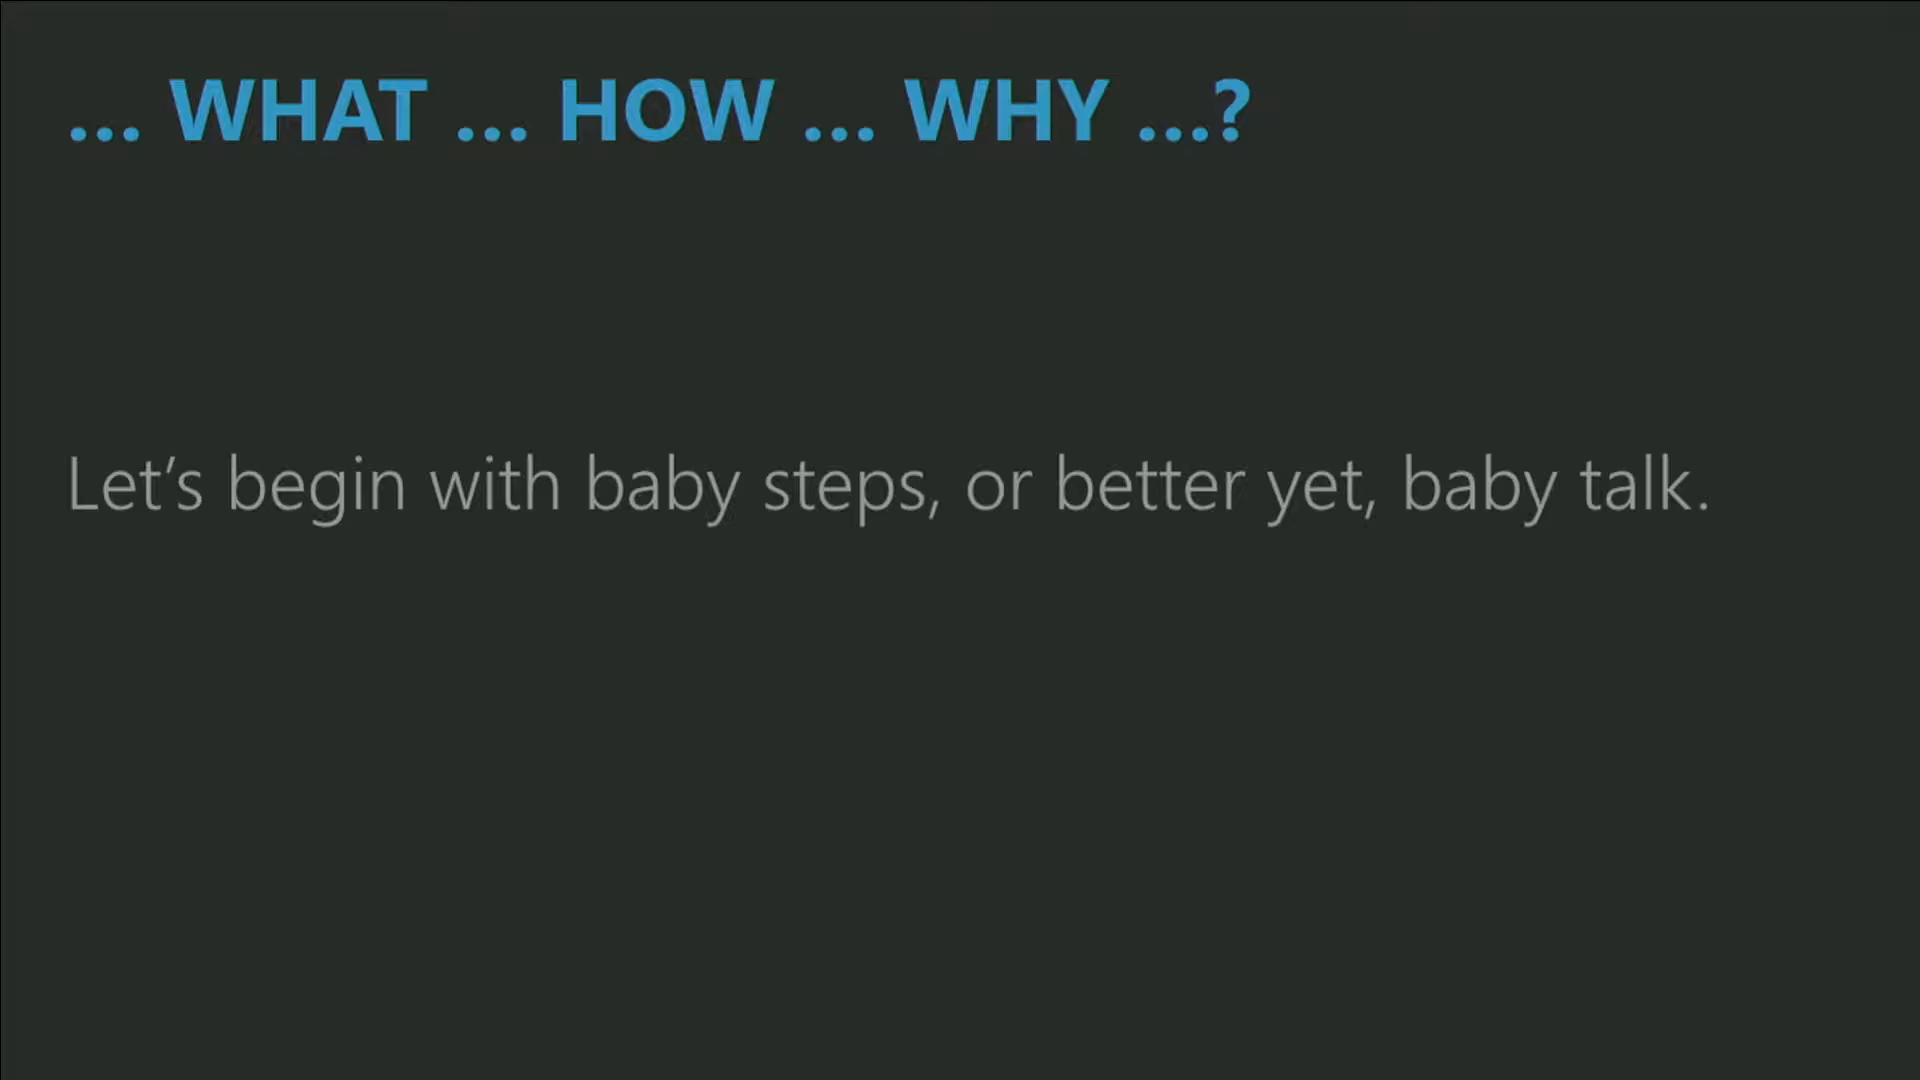 ... WHAT ... HOW ... WHY ...?
Let’s begin with baby steps, or better yet, baby talk.